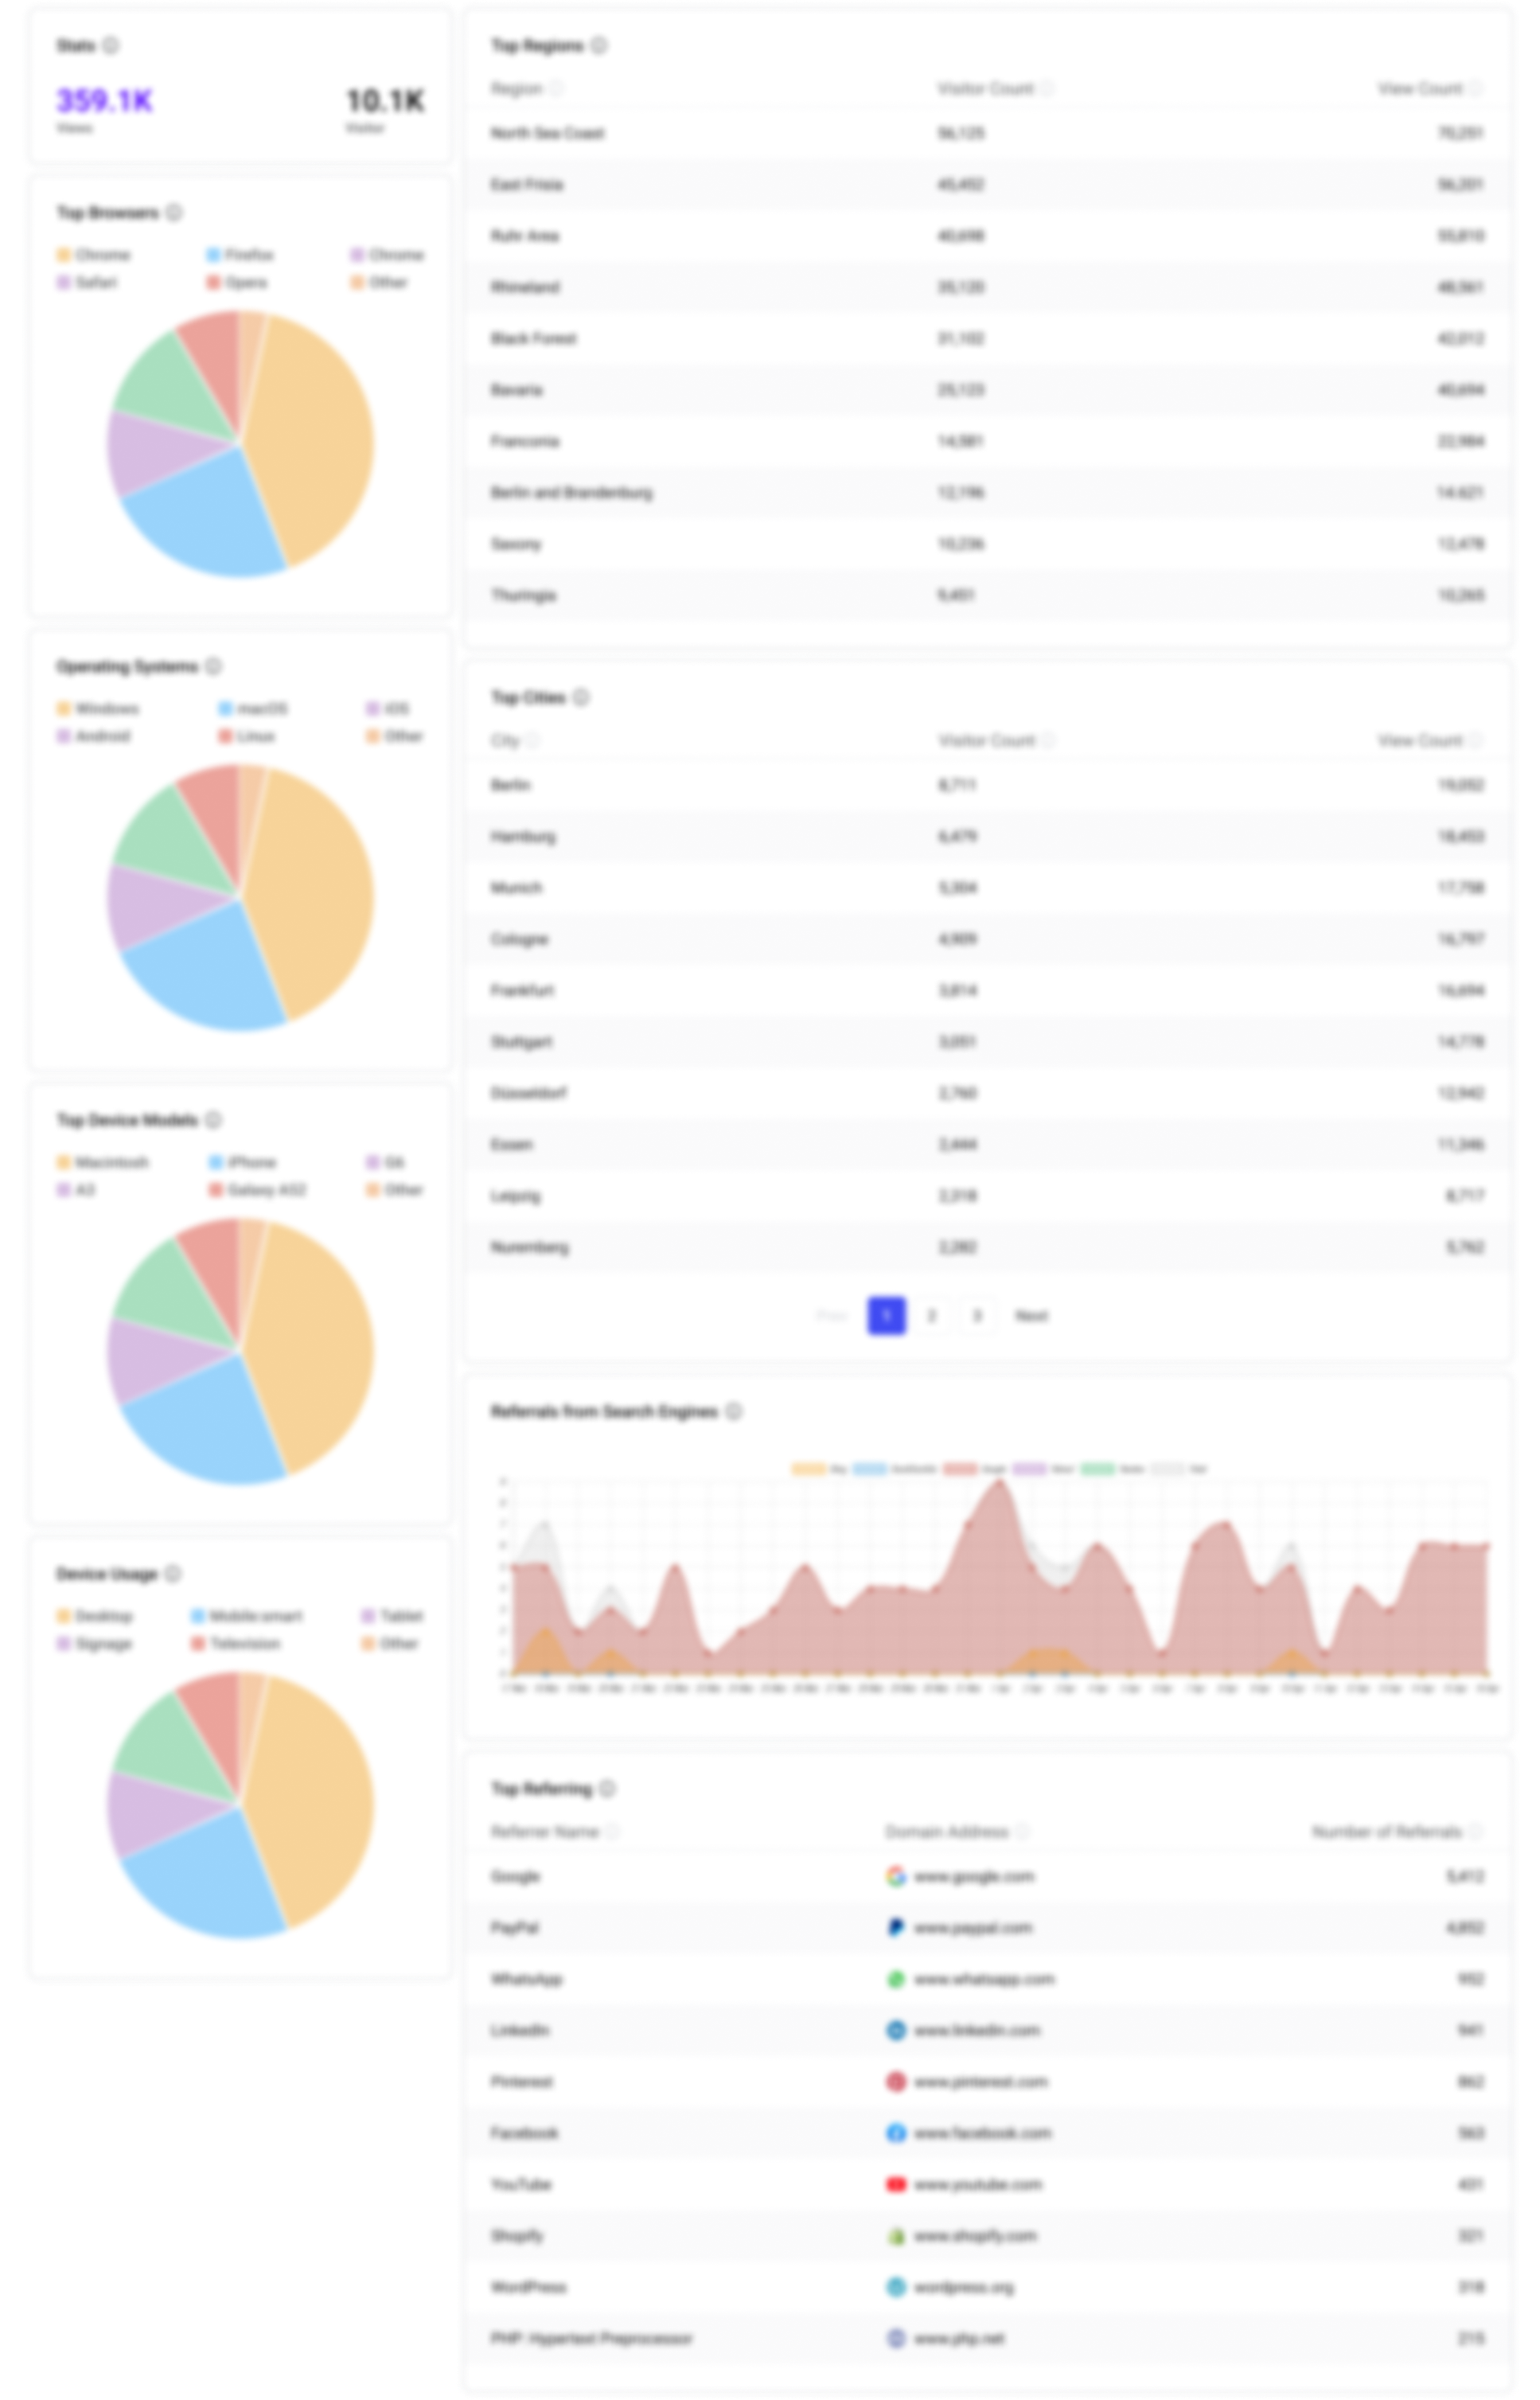 Stats
359.1K
Views
10.1K
Visitor
Top Browsers
Chrome Firefox Chrome
Safari Opera Other
Operating Systems
Windows macOS iOS
Android Linux Other
Top Device Models
Macintosh iPhone G6
A3 Galaxy A52 Other
Device Usage
Desktop Mobile:smart Tablet
Signage Television Other
Top Regions
Region Visitor Count View Count
North Sea Coast 56,125 70,251
East Frisia 45,452 56,201
Ruhr Area 40,698 55,810
Rhineland 35,120 48,561
Black Forest 31,102 42,012
Bavaria 25,123 40,694
Franconia 14,581 22,984
Berlin and Brandenburg 12,196 14.621
Saxony 10,236 12,478
Thuringia 9,451 10,265
Top Cities
City Visitor Count View Count
Berlin 8,711 19,052
Hamburg 6,479 18,453
Munich 5,304 17,758
Cologne 4,909 16,797
Frankfurt 3,814 16,694
Stuttgart 3,051 14,778
Düsseldorf 2,760 12,942
Essen 2,444 11,346
Leipzig 2,318 8,717
Nuremberg 2,282 5,762
Prev 1 2 3 Next
Referrals from Search Engines
Top Referring
Referrer Name Domain Address Number of Referrals
Google www.google.com 5,412
PayPal www.paypal.com 4,852
WhatsApp www.whatsapp.com 952
LinkedIn www.linkedin.com 941
Pinterest www.pinterest.com 862
Facebook www.facebook.com 563
YouTube www.youtube.com 431
Shopify www.shopify.com 321
WordPress wordpress.org 318
PHP: Hypertext Preprocessor www.php.net 215